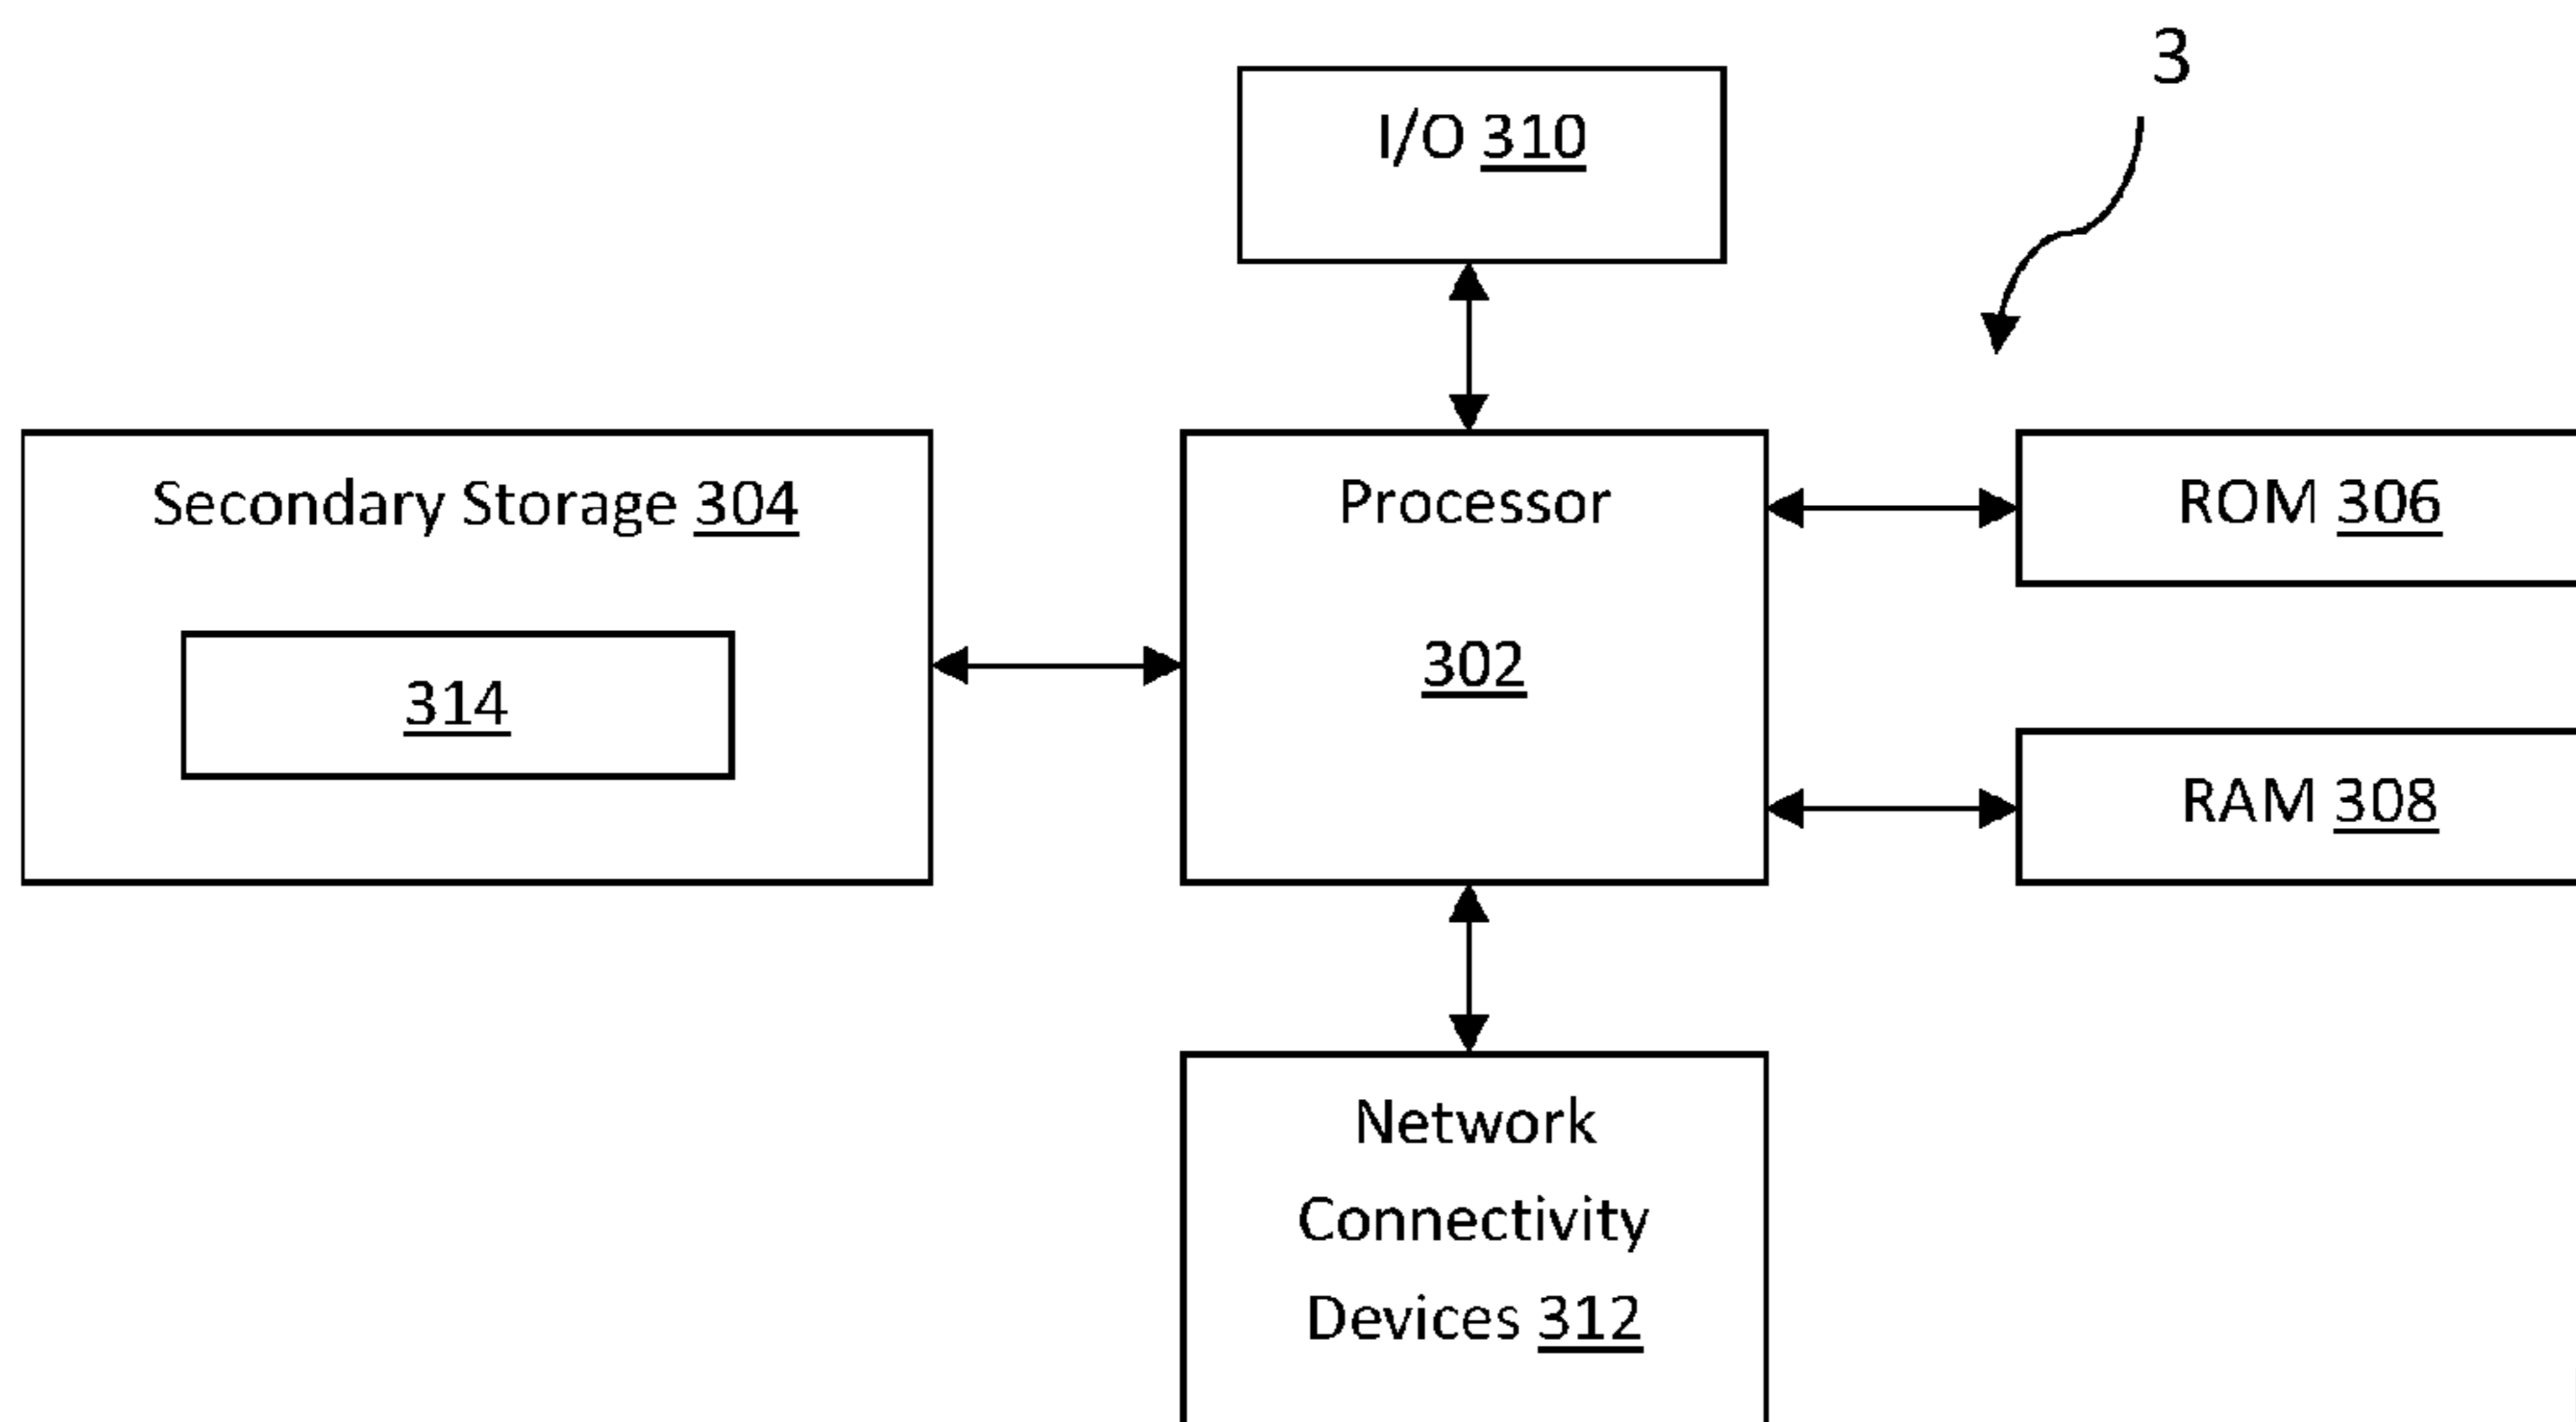 3
I/O 310
Secondary Storage 304
314
Processor
302
ROM 306
RAM 308
Network
Connectivity
Devices 312